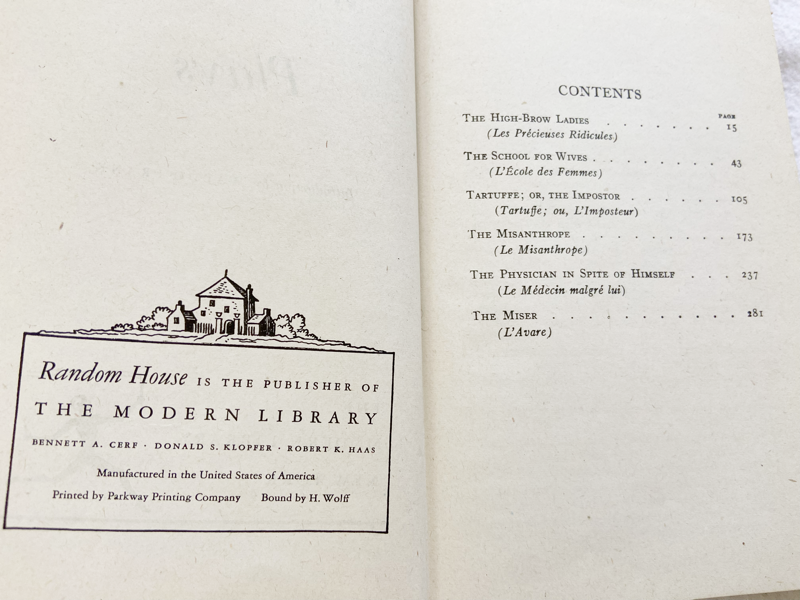 Random House IS THE PUBLISHER OF
THE MODERN LIBRARY
BENNETT A. CERF · DONALD S. KLOPFER · ROBERT K. HAAS
Manufactured in the United States of America
Printed by Parkway Printing Company Bound by H. Wolff
CONTENTS
PAGE
THE HIGH-BROW LADIES . . . . . . . 15
(Les Précieuses Ridicules)
THE SCHOOL FOR WIVES . . . . . . . 43
(L'École des Femmes)
TARTUFFE; OR, THE IMPOSTOR . . . . . 105
(Tartuffe; ou, L'Imposteur)
THE MISANTHROPE . . . . . . . . . 173
(Le Misanthrope)
THE PHYSICIAN IN SPITE OF HIMSELF . . . 237
(Le Médecin malgré lui)
THE MISER . . . . . . . . . . . 281
(L'Avare)